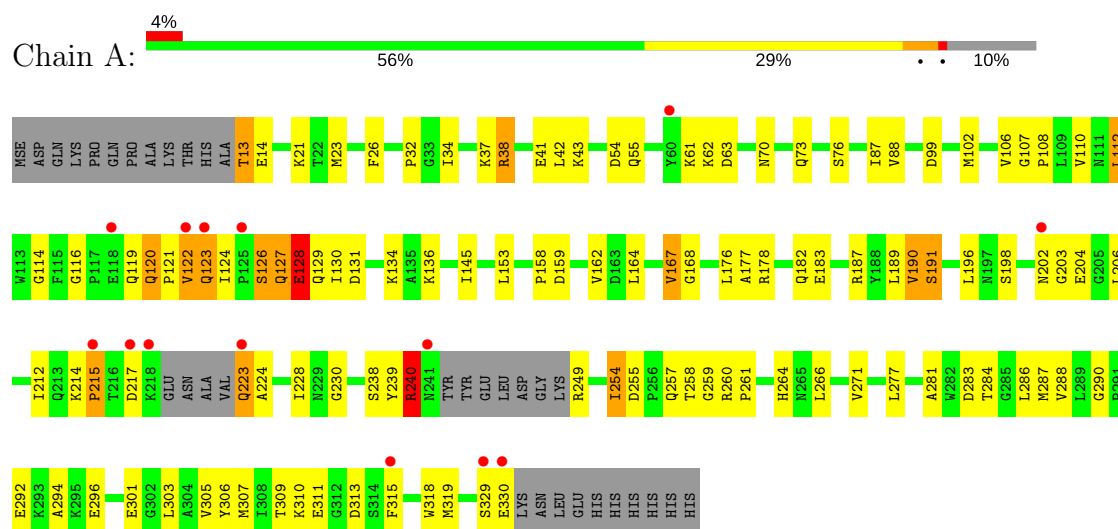 4%
Chain A:
56% 29% • • 10%
MSE ASP GLN LYS PRO GLN PRO ALA LYS THR HIS ALA T13 E14 K21 T22 M23 F26 P32 G33 I34 K37 R38 E41 L42 K43 D54 Q55 Y60 K61 K62 D63 N70 Q73 S76 I87 V88 D99 M102 V106 G107 P108 L109 V110 N111 L112
W113 G114 F115 G116 P117 E118 Q119 Q120 P121 V122 Q123 I124 P125 S126 Q127 E128 Q129 I130 D131 K134 A135 K136 I145 L153 P158 D159 V162 D163 L164 V167 G168 L176 A177 R178 Q182 E183 R187 Y188 L189 V190 S191 L196 N197 S198 N202 G203 E204 G205 L206
I212 Q213 K214 P215 T216 D217 K218 GLU ASN ALA VAL Q223 A224 I228 N229 G230 S238 Y239 R240 N241 TYR TYR GLU LEU ASP GLY LYS R249 I254 D255 P256 Q257 T258 G259 R260 P261 H264 N265 L266 V271 L277 A281 W282 D283 T284 G285 L286 M287 V288 L289 G290
E292 K293 A294 K295 E296 E301 G302 L303 A304 V305 Y306 M307 I308 T309 K310 E311 G312 D313 S314 F315 W318 M319 S329 E330 LYS ASN LEU GLU HIS HIS HIS HIS HIS HIS